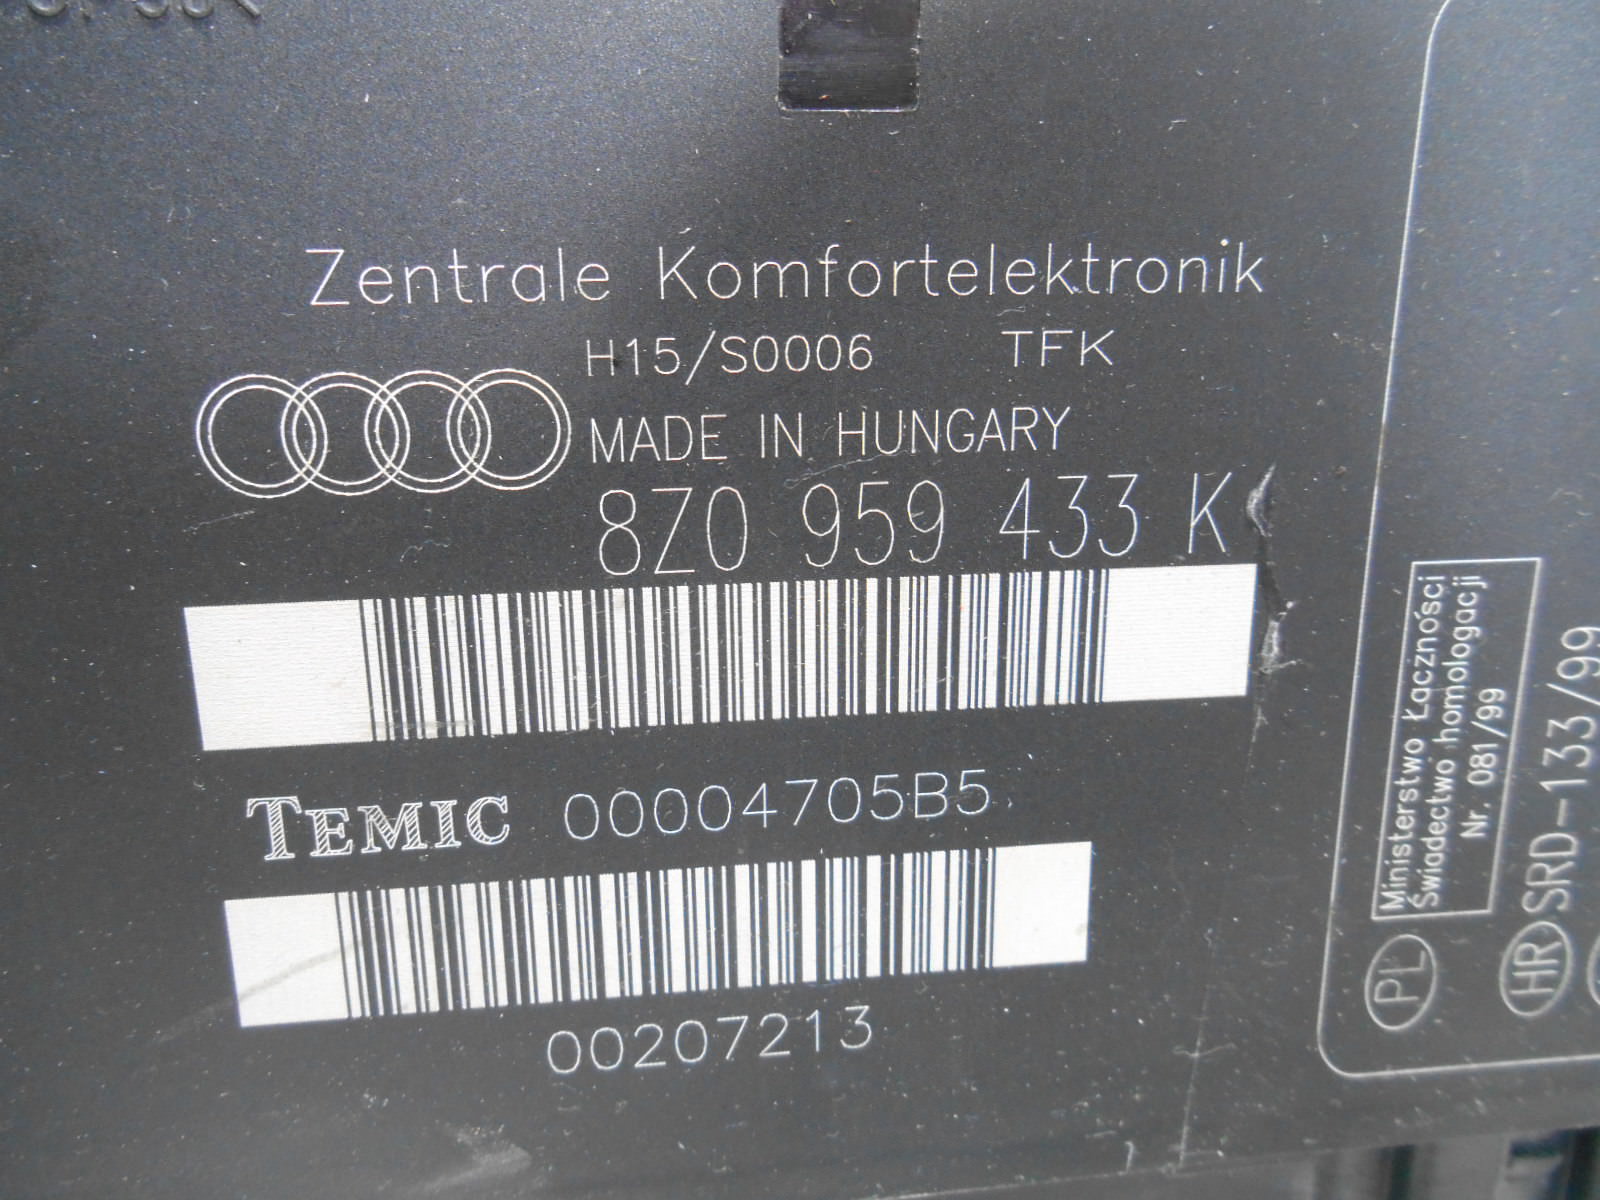 Zentrale Komfortelektronik
H15/S0006 TFK
MADE IN HUNGARY
8Z0 959 433 K
TEMIC 00004705B5
00207213
Ministerstwo Łączności
Świadectwo homologacji
Nr. 081/99
PL
HR SRD-133/99